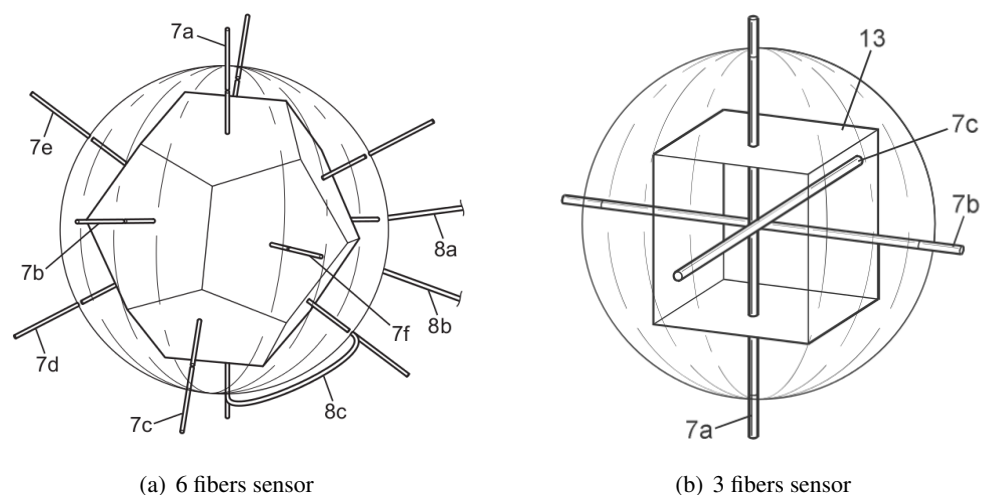 7a
7e
7b
7d
7c
7f
8a
8b
8c
13
7c
7b
7a
(a) 6 fibers sensor
(b) 3 fibers sensor